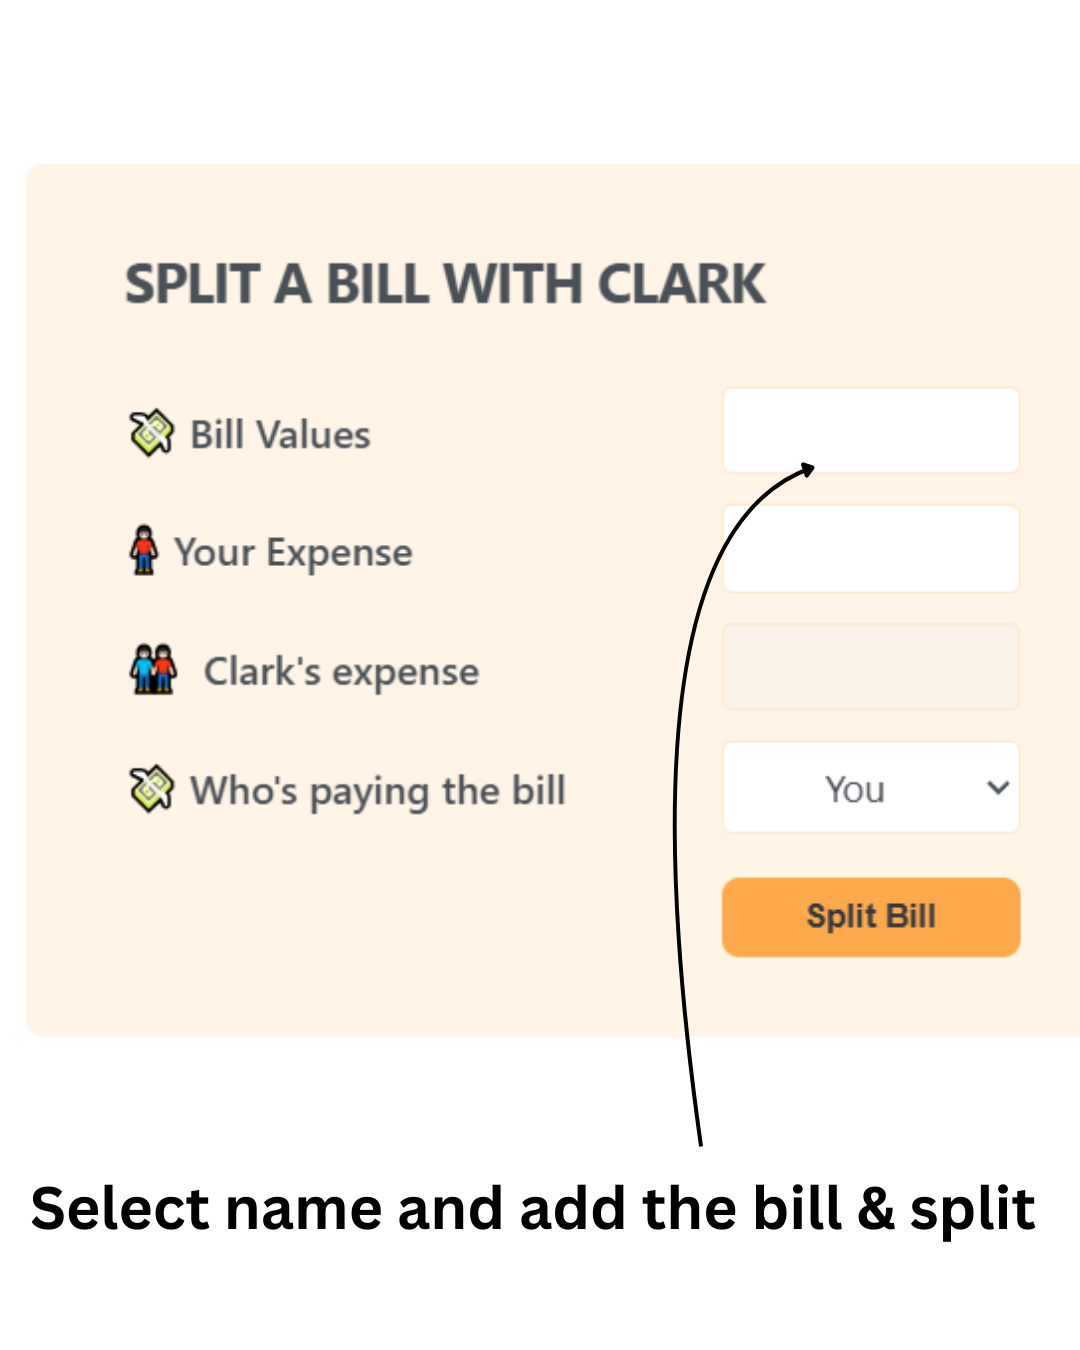 SPLIT A BILL WITH CLARK
Bill Values
Your Expense
Clark's expense
Who's paying the bill
You
Split Bill
Select name and add the bill & split